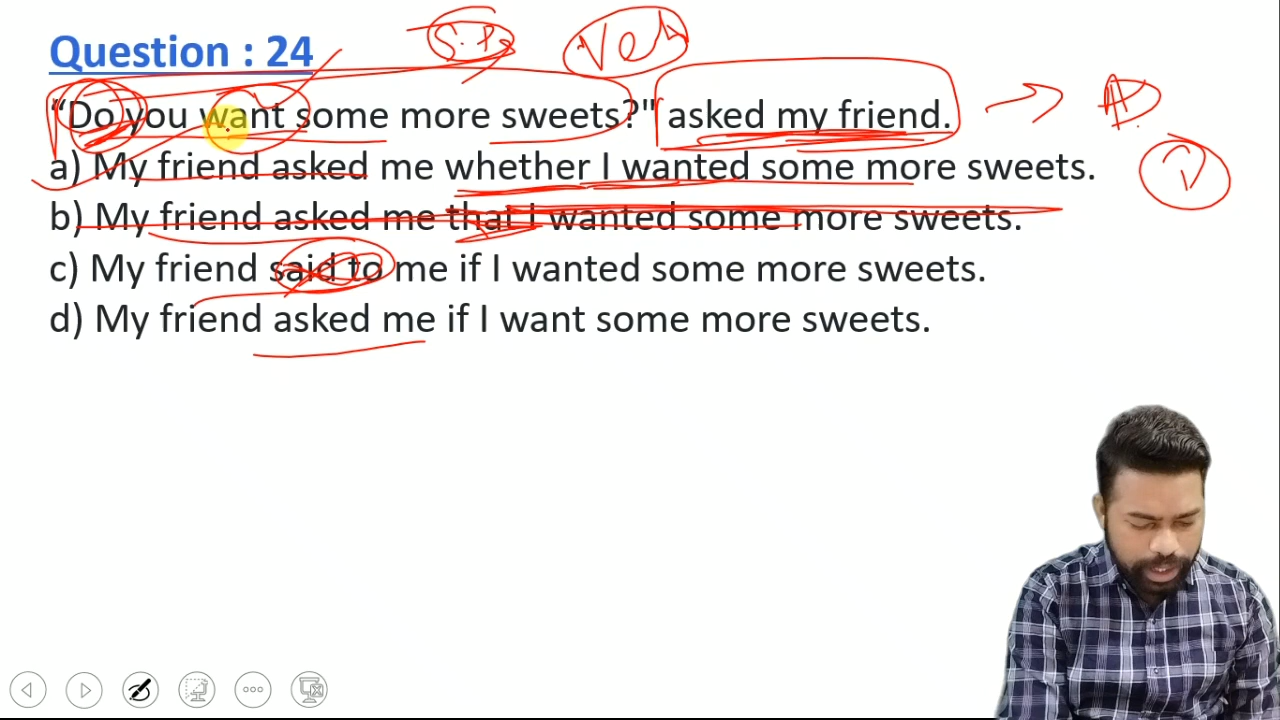 Question : 24
"Do you want some more sweets?" asked my friend.
a) My friend asked me whether I wanted some more sweets.
b) My friend asked me that I wanted some more sweets.
c) My friend said to me if I wanted some more sweets.
d) My friend asked me if I want some more sweets.